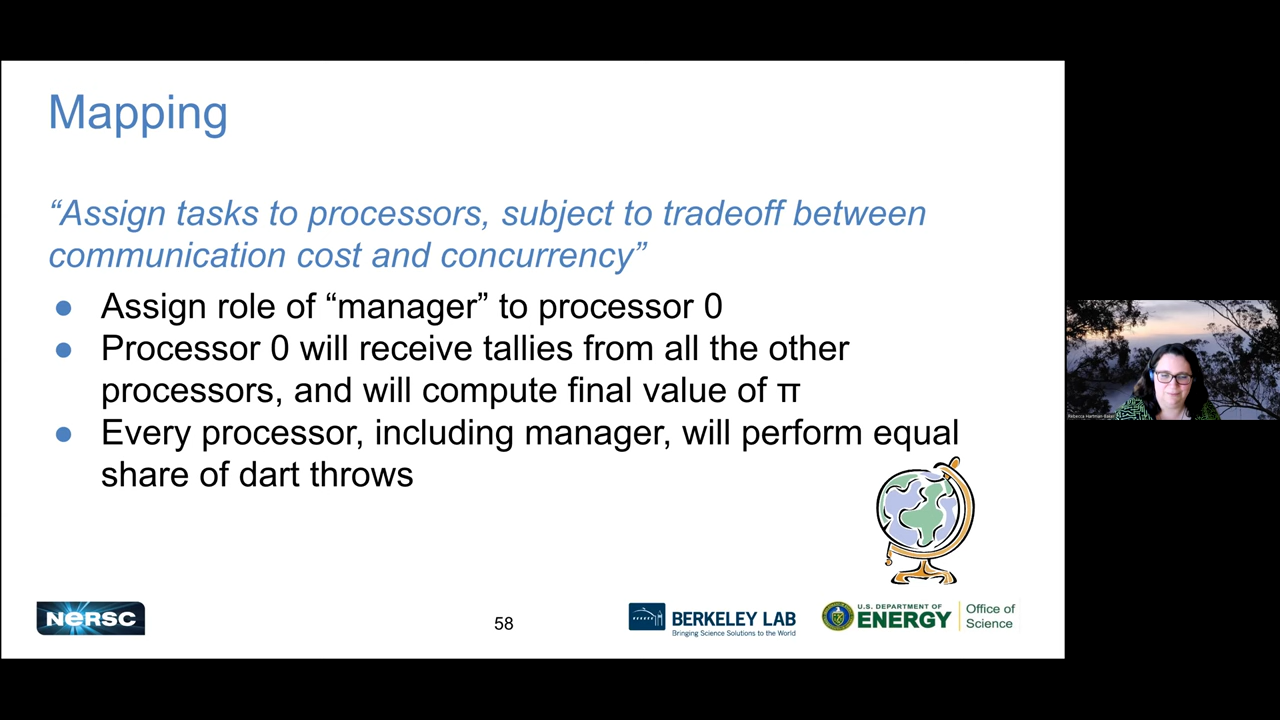 Mapping
“Assign tasks to processors, subject to tradeoff between
communication cost and concurrency”
● Assign role of “manager” to processor 0
● Processor 0 will receive tallies from all the other
processors, and will compute final value of π
● Every processor, including manager, will perform equal
share of dart throws
NERSC
58
BERKELEY LAB
Bringing Science Solutions to the World
U.S. DEPARTMENT OF
ENERGY
Office of
Science
Rebecca Hartman-Baker